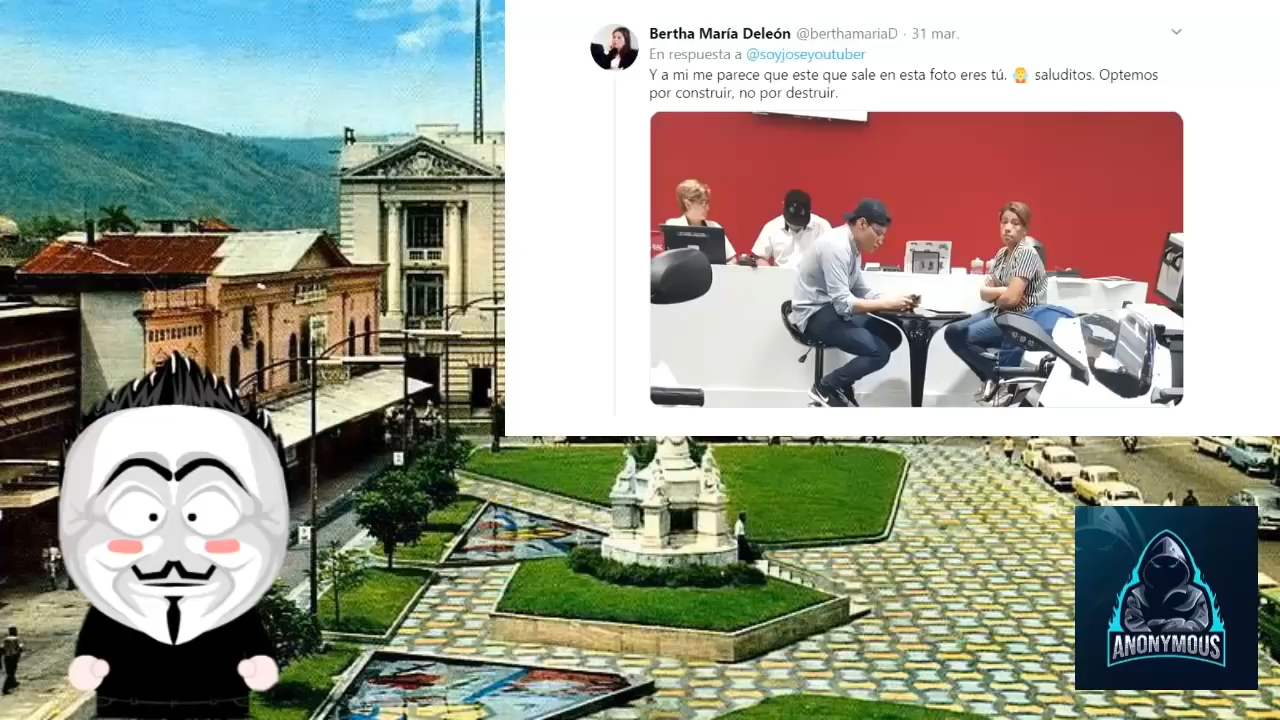 Bertha María Deleón @berthamariaD · 31 mar.
En respuesta a @soyjoseyoutuber
Y a mi me parece que este que sale en esta foto eres tú. 🤷 saluditos. Optemos
por construir, no por destruir.
ANONYMOUS